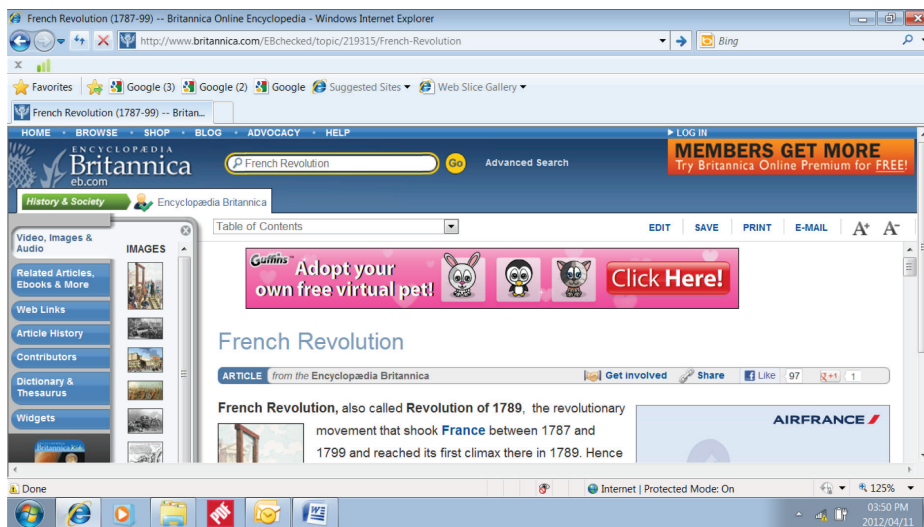 French Revolution (1787-99) -- Britannica Online Encyclopedia - Windows Internet Explorer
http://www.britannica.com/EBchecked/topic/219315/French-Revolution
Bing
x
Favorites Google (3) Google (2) Google Suggested Sites Web Slice Gallery
French Revolution (1787-99) -- Britan...
HOME • BROWSE • SHOP • BLOG • ADVOCACY • HELP
LOG IN
ENCYCLOPÆDIA
Britannica
eb.com
French Revolution
Go
Advanced Search
MEMBERS GET MORE
Try Britannica Online Premium for FREE!
History & Society
Encyclopædia Britannica
Table of Contents
EDIT SAVE PRINT E-MAIL A+ A-
Video, Images &
Audio
Related Articles,
Ebooks & More
Web Links
Article History
Contributors
Dictionary &
Thesaurus
Widgets
Britannica Kids
IMAGES
Guffins™
Adopt your
own free virtual pet!
Click Here!
French Revolution
ARTICLE from the Encyclopædia Britannica
Get involved Share Like 97 +1 1
French Revolution, also called Revolution of 1789, the revolutionary
movement that shook France between 1787 and
1799 and reached its first climax there in 1789. Hence
AIRFRANCE
Done
Internet | Protected Mode: On
125%
PDF
W
03:50 PM
2012/04/11